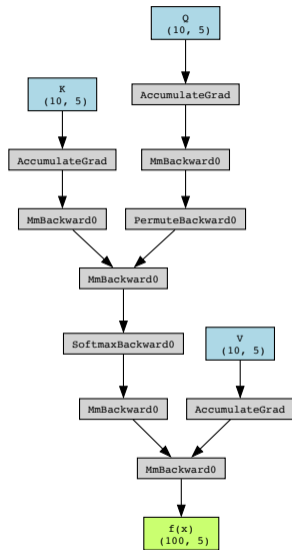 Q
(10, 5)
K
(10, 5)
AccumulateGrad
AccumulateGrad
MmBackward0
MmBackward0
PermuteBackward0
MmBackward0
SoftmaxBackward0
V
(10, 5)
MmBackward0
AccumulateGrad
MmBackward0
f(x)
(100, 5)